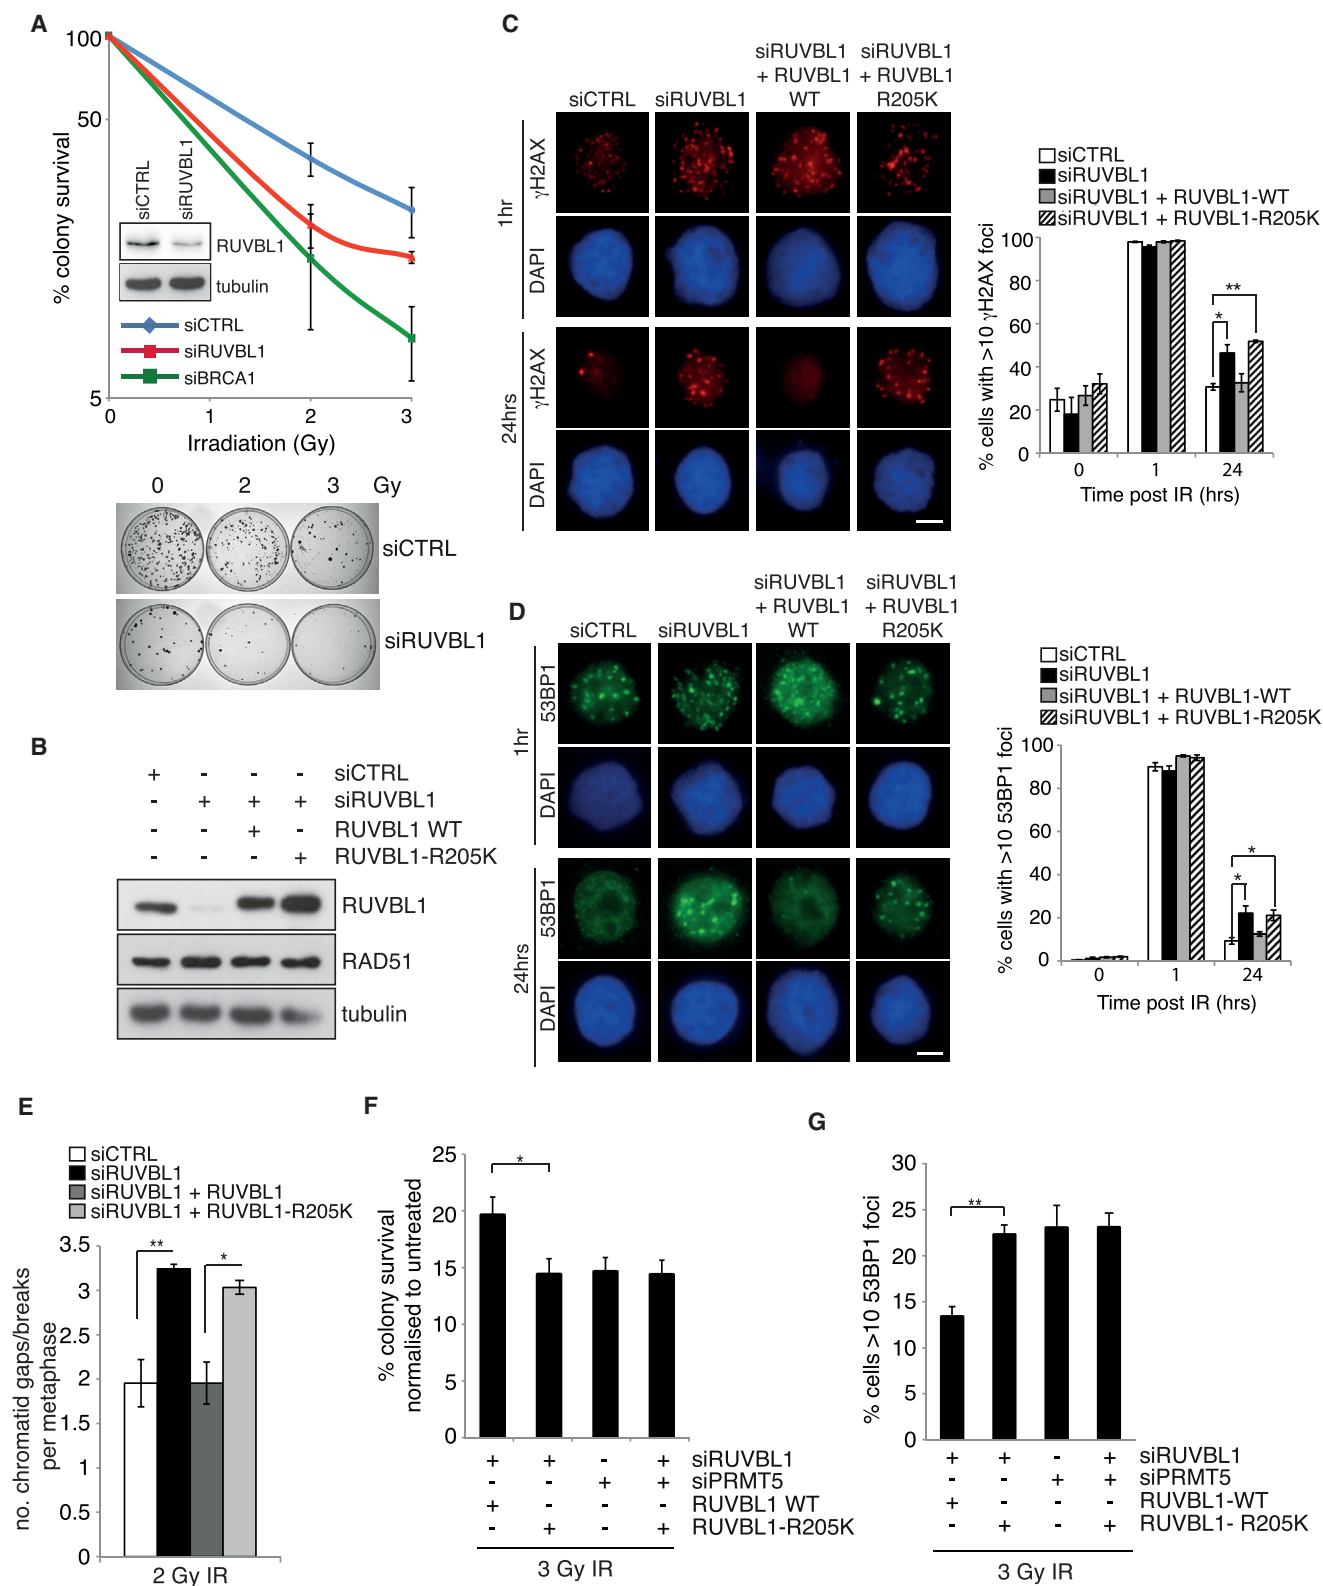 A
100
50
5
% colony survival
siCTRL
siRUVBL1
RUVBL1
tubulin
siCTRL
siRUVBL1
siBRCA1
0 1 2 3
Irradiation (Gy)
0 2 3 Gy
siCTRL
siRUVBL1
B
+ - - - siCTRL
- + + + siRUVBL1
- - + - RUVBL1 WT
- - - + RUVBL1-R205K
RUVBL1
RAD51
tubulin
C
siCTRL
siRUVBL1
siRUVBL1
+ RUVBL1
WT
siRUVBL1
+ RUVBL1
R205K
1hr
γH2AX
DAPI
24hrs
γH2AX
DAPI
siCTRL
siRUVBL1
siRUVBL1 + RUVBL1-WT
siRUVBL1 + RUVBL1-R205K
% cells with >10 γH2AX foci
100
80
60
40
20
0
*
**
0 1 24
Time post IR (hrs)
D
siCTRL
siRUVBL1
siRUVBL1
+ RUVBL1
WT
siRUVBL1
+ RUVBL1
R205K
1hr
53BP1
DAPI
24hrs
53BP1
DAPI
siCTRL
siRUVBL1
siRUVBL1 + RUVBL1-WT
siRUVBL1 + RUVBL1-R205K
% cells with >10 53BP1 foci
100
80
60
40
20
0
*
*
0 1 24
Time post IR (hrs)
E
siCTRL
siRUVBL1
siRUVBL1 + RUVBL1
siRUVBL1 + RUVBL1-R205K
no. chromatid gaps/breaks
per metaphase
3.5
3
2.5
2
1.5
1
0.5
0
**
*
2 Gy IR
F
% colony survival
normalised to untreated
25
20
15
10
5
0
*
+ + - + siRUVBL1
- - + + siPRMT5
+ - - - RUVBL1 WT
- + - + RUVBL1-R205K
3 Gy IR
G
% cells >10 53BP1 foci
30
25
20
15
10
5
0
**
+ + - + siRUVBL1
- - + + siPRMT5
+ - - - RUVBL1-WT
- + - + RUVBL1- R205K
3 Gy IR